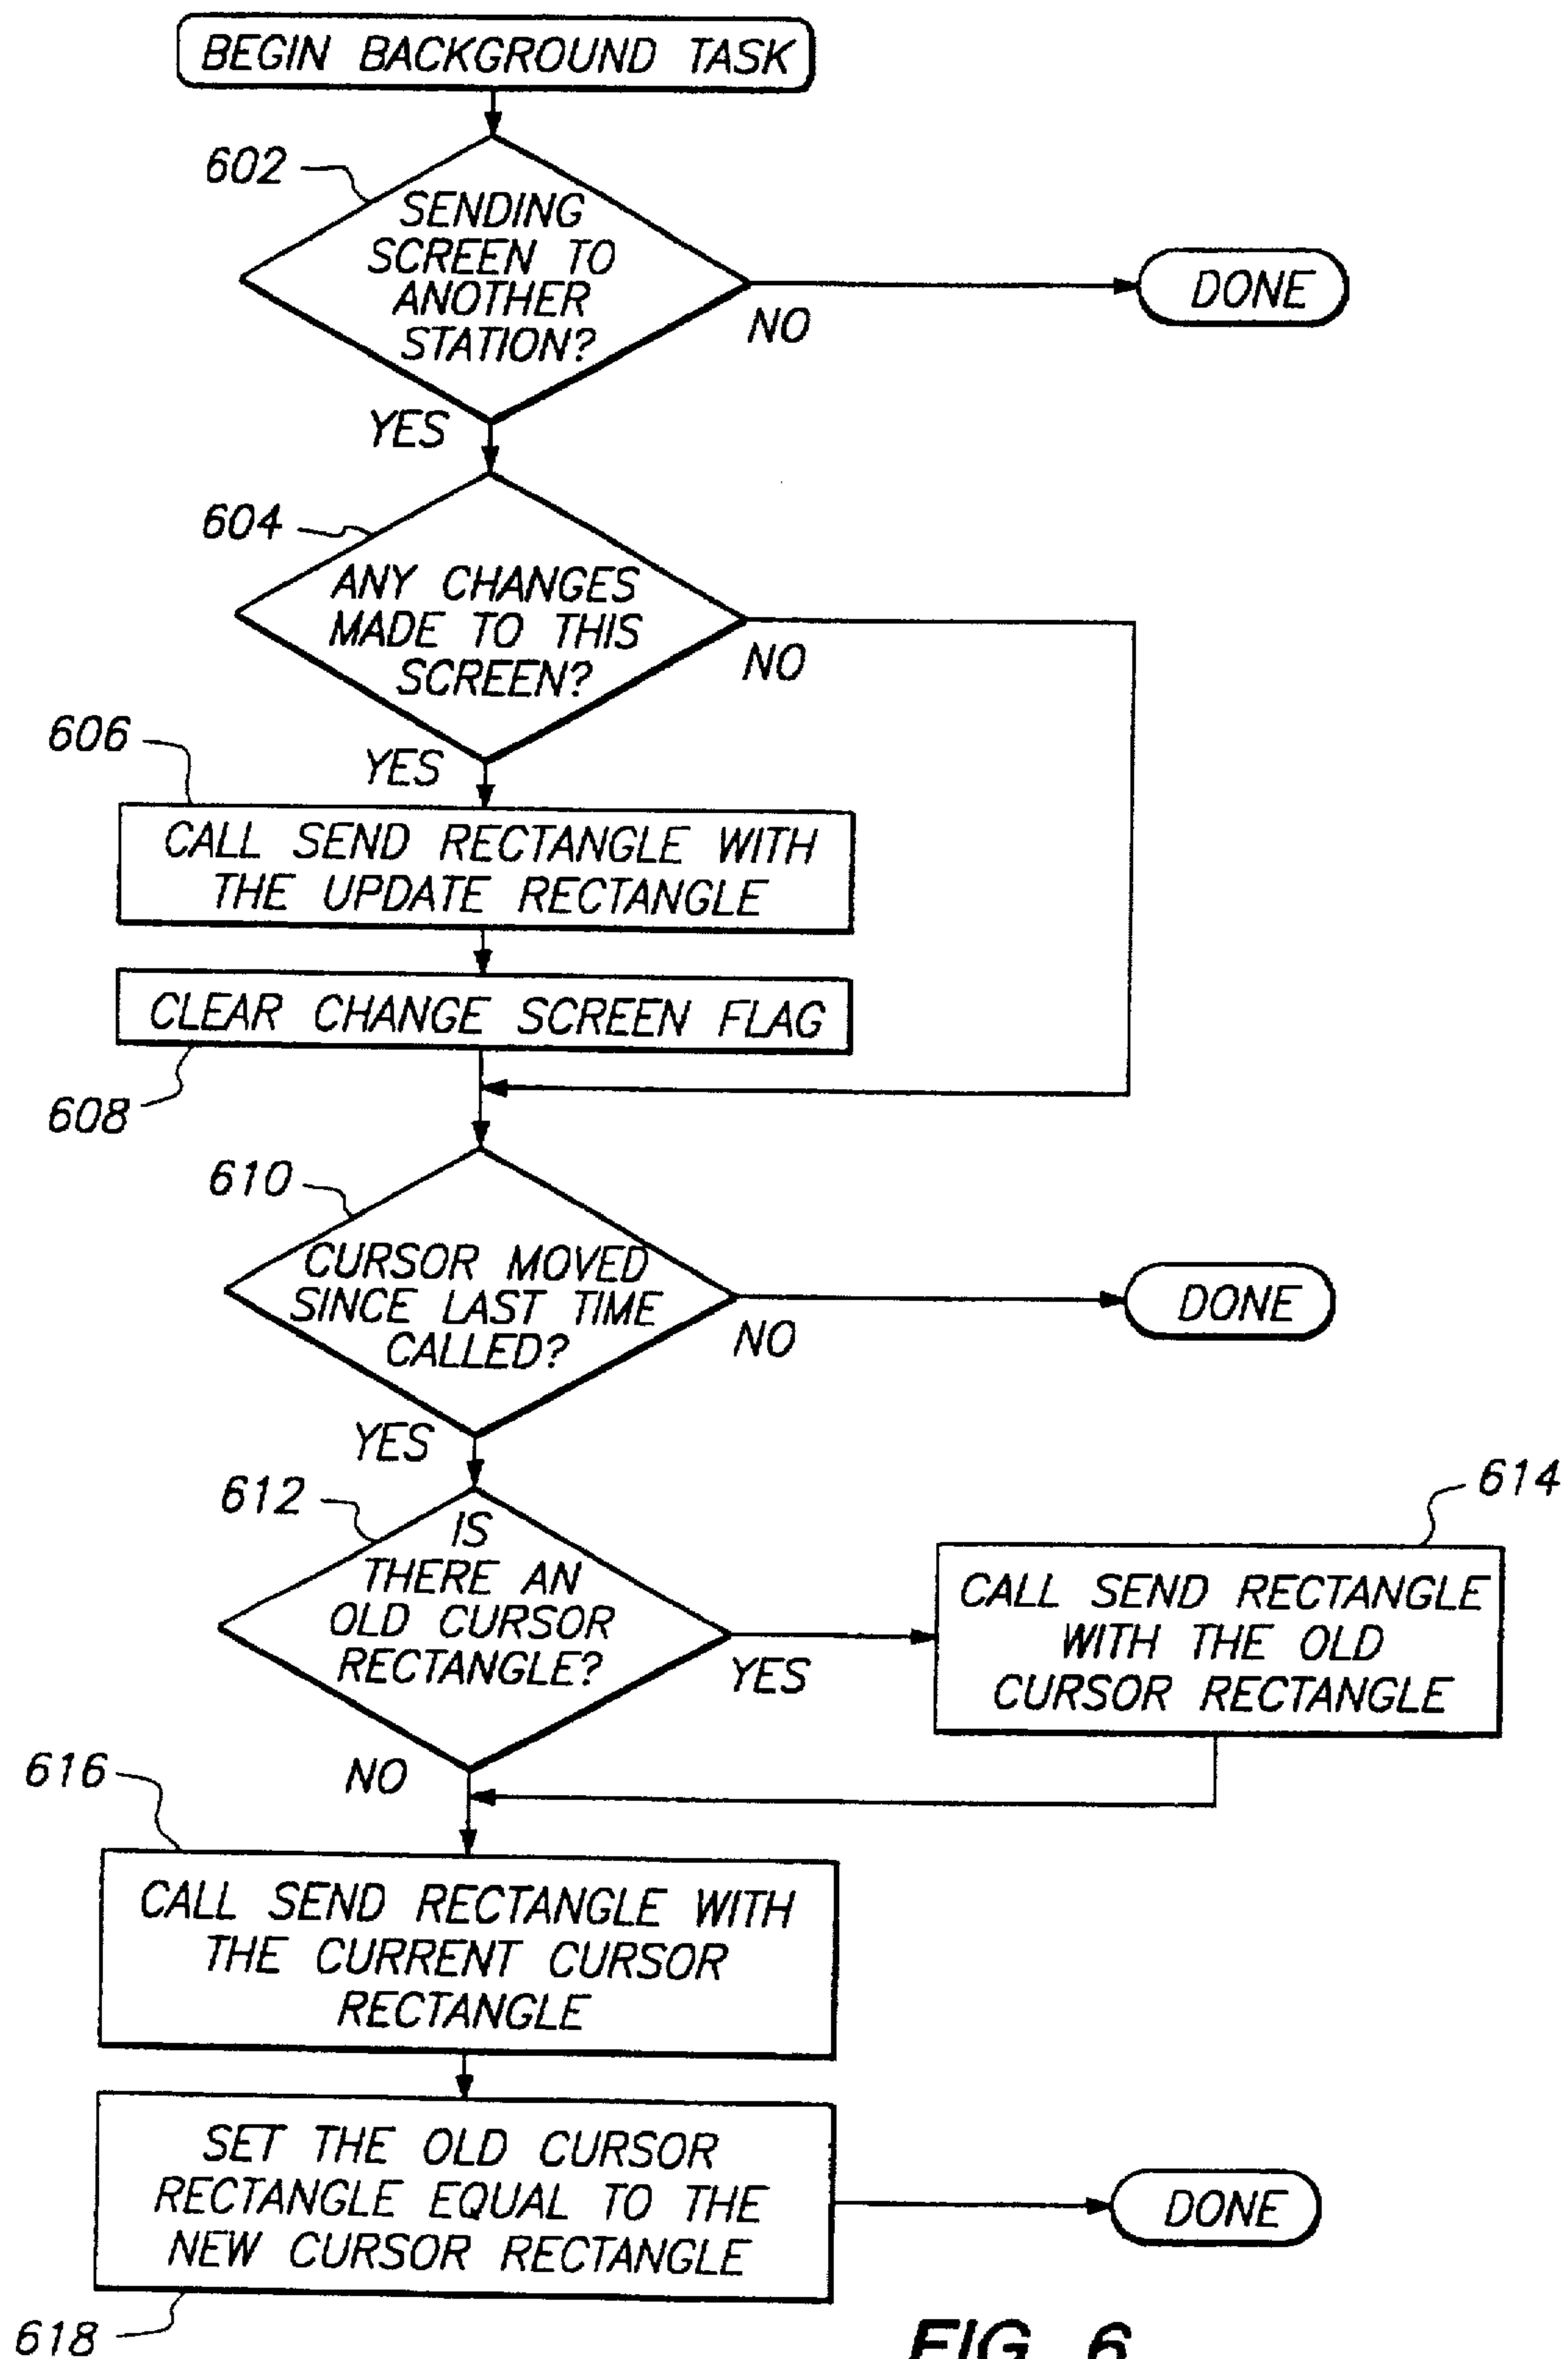 BEGIN BACKGROUND TASK
602
SENDING
SCREEN TO
ANOTHER
STATION?
NO
DONE
YES
604
ANY CHANGES
MADE TO THIS
SCREEN?
NO
YES
606
CALL SEND RECTANGLE WITH
THE UPDATE RECTANGLE
CLEAR CHANGE SCREEN FLAG
608
610
CURSOR MOVED
SINCE LAST TIME
CALLED?
NO
DONE
YES
612
IS
THERE AN
OLD CURSOR
RECTANGLE?
YES
614
CALL SEND RECTANGLE
WITH THE OLD
CURSOR RECTANGLE
NO
616
CALL SEND RECTANGLE WITH
THE CURRENT CURSOR
RECTANGLE
SET THE OLD CURSOR
RECTANGLE EQUAL TO THE
NEW CURSOR RECTANGLE
DONE
618
FIG. 6